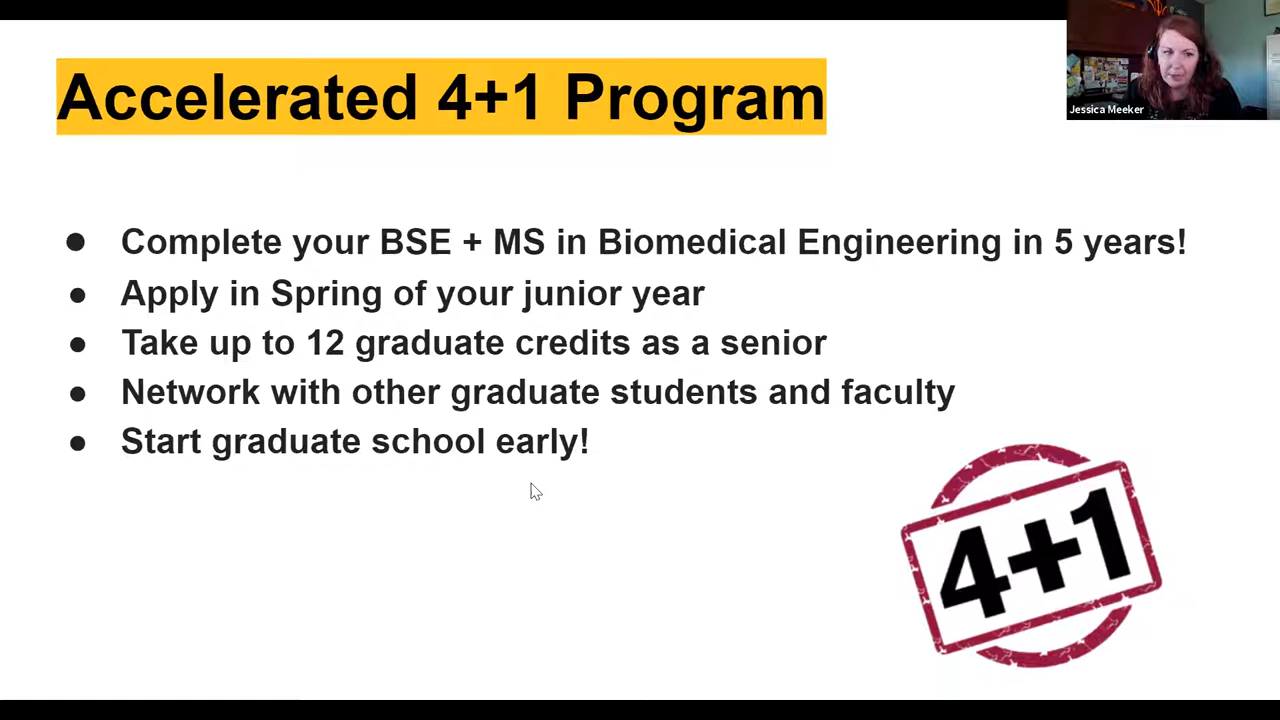 Accelerated 4+1 Program
Jessica Meeker
● Complete your BSE + MS in Biomedical Engineering in 5 years!
● Apply in Spring of your junior year
● Take up to 12 graduate credits as a senior
● Network with other graduate students and faculty
● Start graduate school early!
4+1